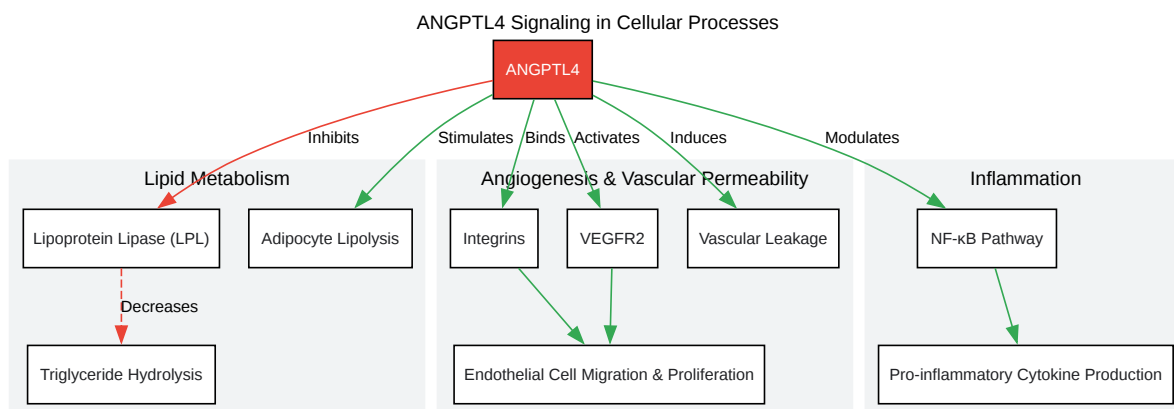 ANGPTL4 Signaling in Cellular Processes
ANGPTL4
Inhibits
Stimulates
Binds
Activates
Induces
Modulates
Lipid Metabolism
Angiogenesis & Vascular Permeability
Inflammation
Lipoprotein Lipase (LPL)
Adipocyte Lipolysis
Integrins
VEGFR2
Vascular Leakage
NF-κB Pathway
Decreases
Triglyceride Hydrolysis
Endothelial Cell Migration & Proliferation
Pro-inflammatory Cytokine Production